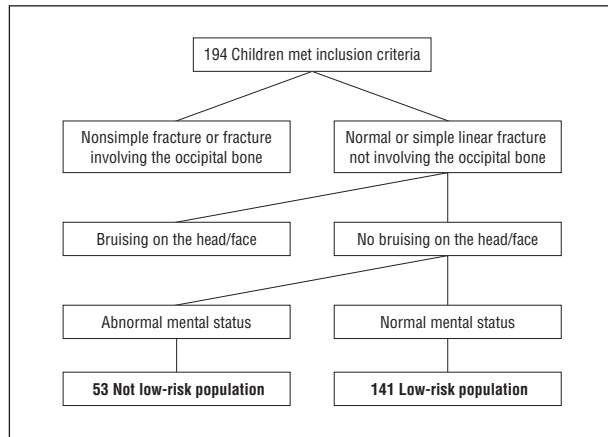 194 Children met inclusion criteria
Nonsimple fracture or fracture
involving the occipital bone
Normal or simple linear fracture
not involving the occipital bone
Bruising on the head/face
No bruising on the head/face
Abnormal mental status
Normal mental status
53 Not low-risk population
141 Low-risk population